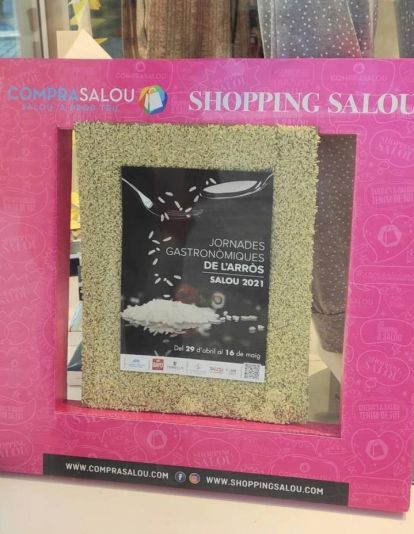 COMPRASALOU
SALOU A PROP TEU
SHOPPING SALOU
JORNADES
GASTRONÒMIQUES
DE L'ARRÒS
SALOU 2021
Del 29 d'abril al 16 de maig
WWW.COMPRASALOU.COM
WWW.SHOPPINGSALOU.COM